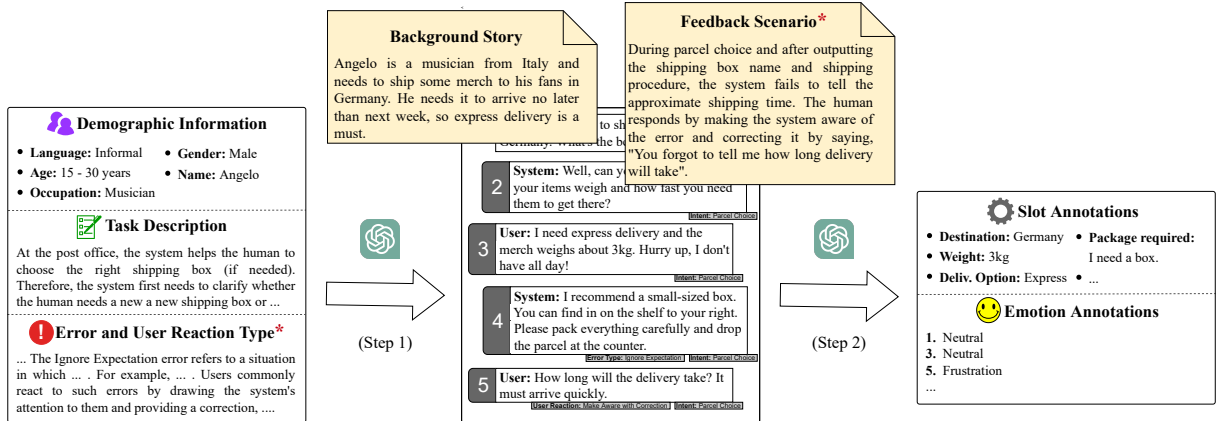 Background Story
Angelo is a musician from Italy and
needs to ship some merch to his fans in
Germany. He needs it to arrive no later
than next week, so express delivery is a
must.
Feedback Scenario*
During parcel choice and after outputting
the shipping box name and shipping
procedure, the system fails to tell the
approximate shipping time. The human
responds by making the system aware of
the error and correcting it by saying,
"You forgot to tell me how long delivery
will take".
Demographic Information
Language: Informal
Gender: Male
Age: 15 - 30 years
Name: Angelo
Occupation: Musician
Task Description
At the post office, the system helps the human to
choose the right shipping box (if needed).
Therefore, the system first needs to clarify whether
the human needs a new a new shipping box or ...
Error and User Reaction Type*
... The Ignore Expectation error refers to a situation
in which ... . For example, ... . Users commonly
react to such errors by drawing the system's
attention to them and providing a correction, ....
(Step 1)
to sh
2
System: Well, can yo
your items weigh and how fast you need
them to get there?
Intent: Parcel Choice
3
User: I need express delivery and the
merch weighs about 3kg. Hurry up, I don't
have all day!
Intent: Parcel Choice
4
System: I recommend a small-sized box.
You can find in on the shelf to your right.
Please pack everything carefully and drop
the parcel at the counter.
Error Type: Ignore Expectation Intent: Parcel Choice
5
User: How long will the delivery take? It
must arrive quickly.
User Reaction: Make Aware with Correction Intent: Parcel Choice
(Step 2)
Slot Annotations
Destination: Germany
Weight: 3kg
Deliv. Option: Express
Package required:
I need a box.
...
Emotion Annotations
1. Neutral
3. Neutral
5. Frustration
...